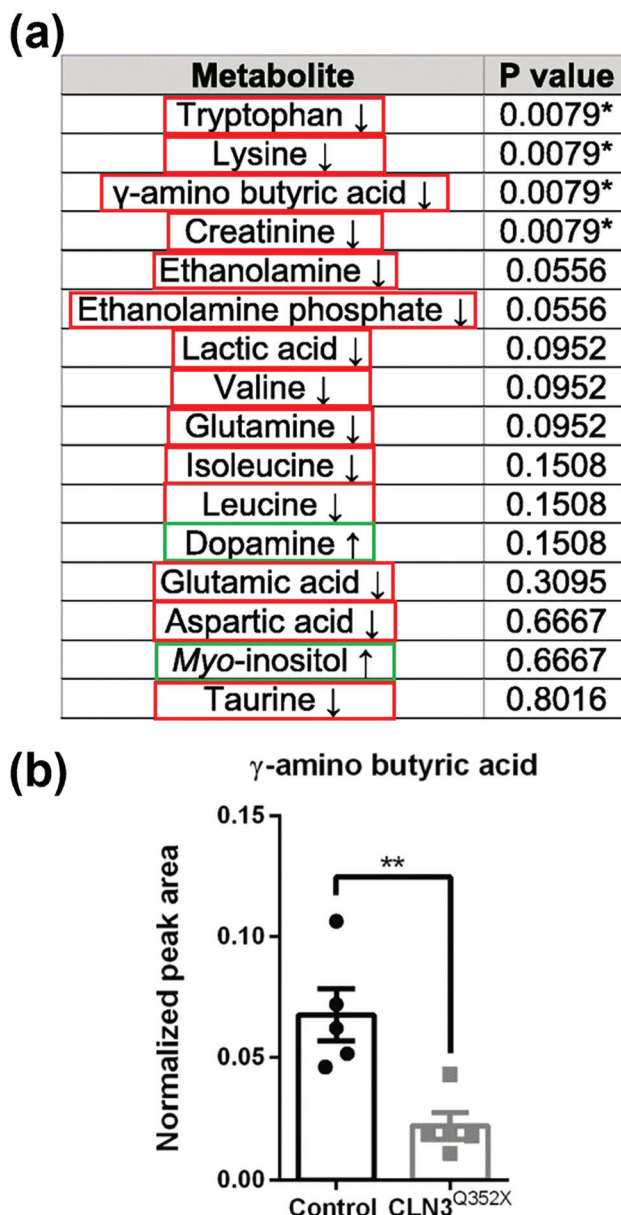 (a)
Metabolite P value
Tryptophan ↓ 0.0079*
Lysine ↓ 0.0079*
γ-amino butyric acid ↓ 0.0079*
Creatinine ↓ 0.0079*
Ethanolamine ↓ 0.0556
Ethanolamine phosphate ↓ 0.0556
Lactic acid ↓ 0.0952
Valine ↓ 0.0952
Glutamine ↓ 0.0952
Isoleucine ↓ 0.1508
Leucine ↓ 0.1508
Dopamine ↑ 0.1508
Glutamic acid ↓ 0.3095
Aspartic acid ↓ 0.6667
Myo-inositol ↑ 0.6667
Taurine ↓ 0.8016
(b)
γ-amino butyric acid
Normalized peak area
0.15
0.10
0.05
0.00
**
Control CLN3Q352X